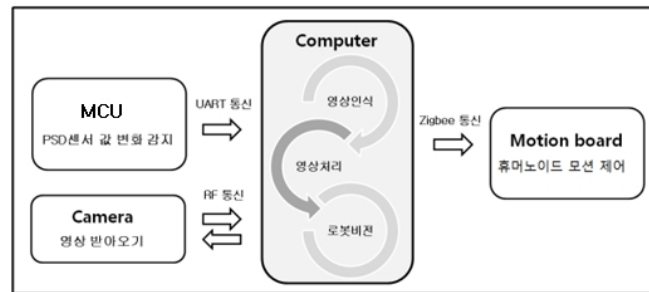 MCU
PSD센서 값 변화 감지
UART 통신
Camera
영상 받아오기
RF 통신
Computer
영상인식
영상처리
로봇비젼
Zigbee 통신
Motion board
휴머노이드 모션 제어